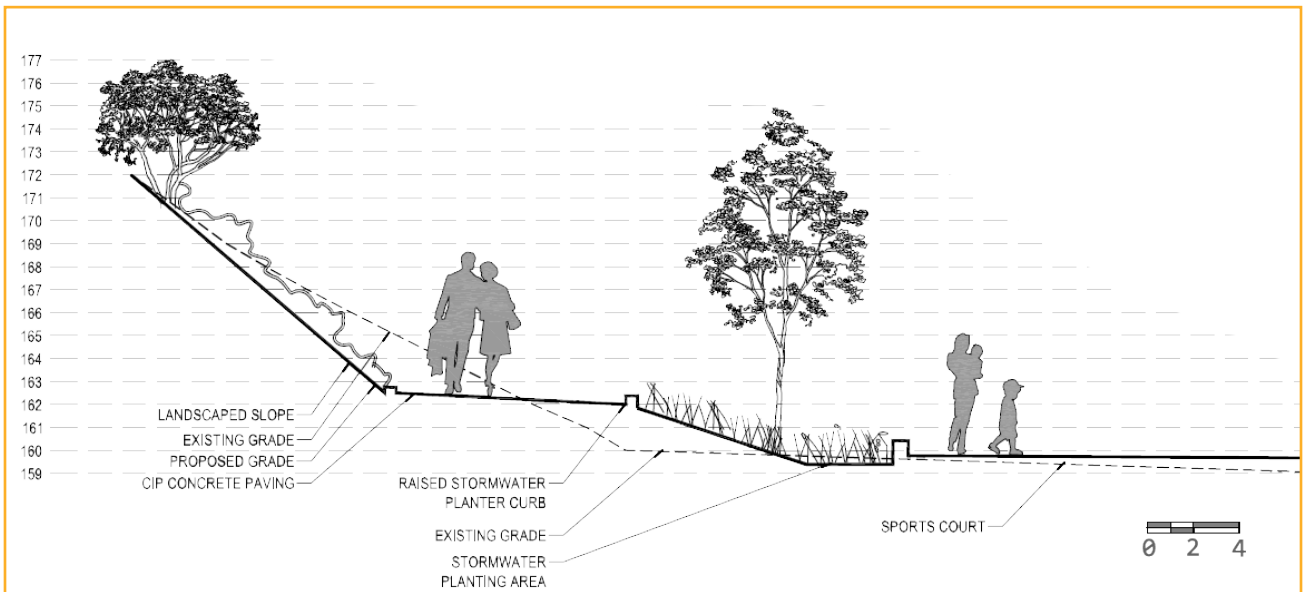 177
176
175
174
173
172
171
170
169
168
167
166
165
164
163
162
161
160
159
LANDSCAPED SLOPE
EXISTING GRADE
PROPOSED GRADE
CIP CONCRETE PAVING
RAISED STORMWATER
PLANTER CURB
EXISTING GRADE
STORMWATER
PLANTING AREA
SPORTS COURT
0 2 4